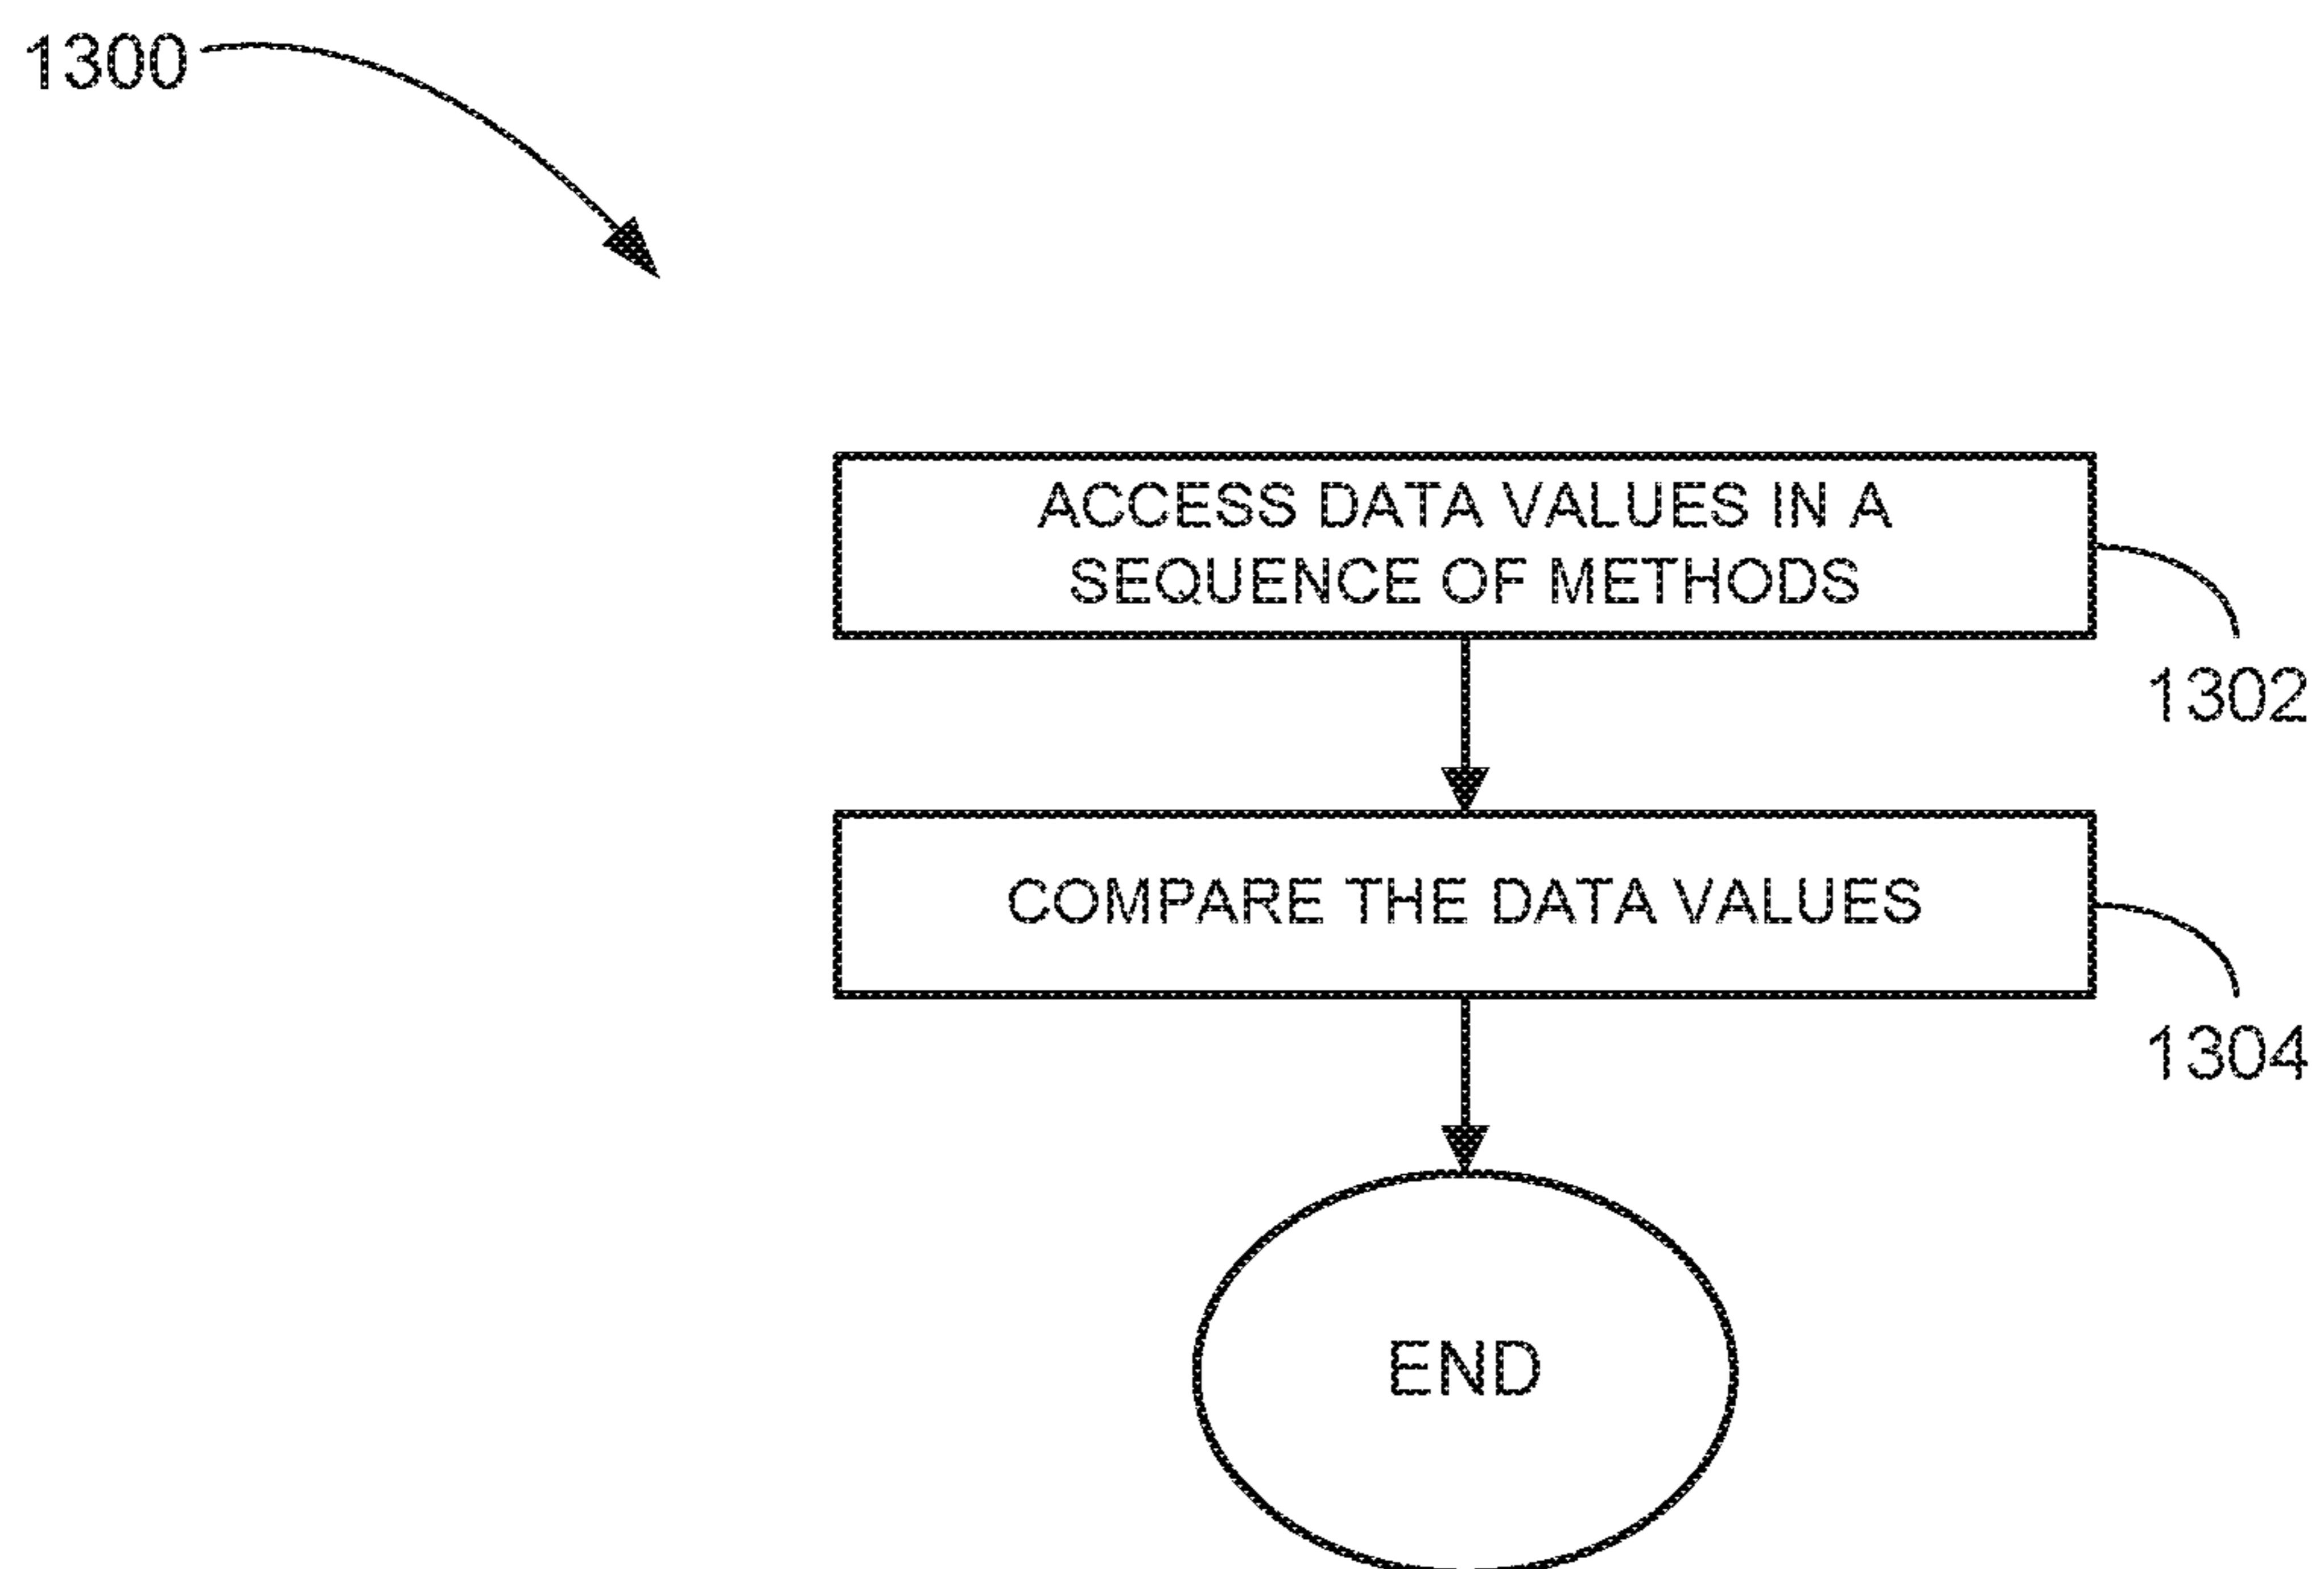 1300
ACCESS DATA VALUES IN A
SEQUENCE OF METHODS
1302
COMPARE THE DATA VALUES
1304
END